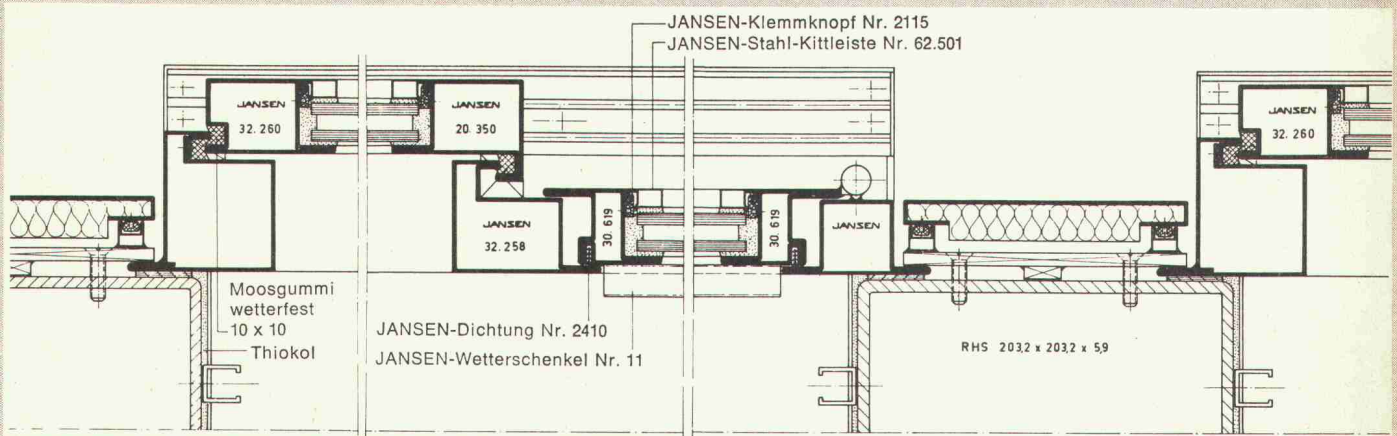 JANSEN-Klemmknopf Nr. 2115
JANSEN-Stahl-Kittleiste Nr. 62.501
JANSEN
32.260
JANSEN
20.350
JANSEN
32.260
JANSEN
32.258
30.619
30.619
JANSEN
Moosgummi
wetterfest
10 x 10
Thiokol
JANSEN-Dichtung Nr. 2410
JANSEN-Wetterschenkel Nr. 11
RHS 203,2 x 203,2 x 5,9